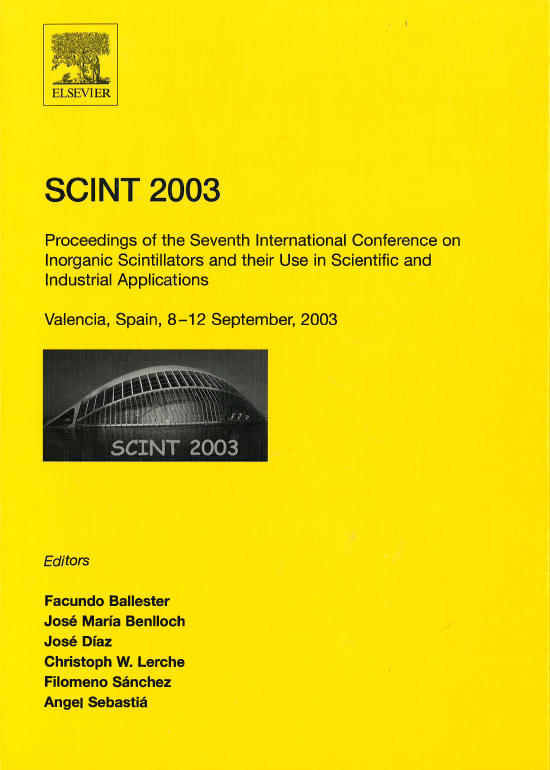 ELSEVIER
SCINT 2003
Proceedings of the Seventh International Conference on
Inorganic Scintillators and their Use in Scientific and
Industrial Applications
Valencia, Spain, 8–12 September, 2003
SCINT 2003
Editors
Facundo Ballester
José María Benlloch
José Díaz
Christoph W. Lerche
Filomeno Sánchez
Angel Sebastiá